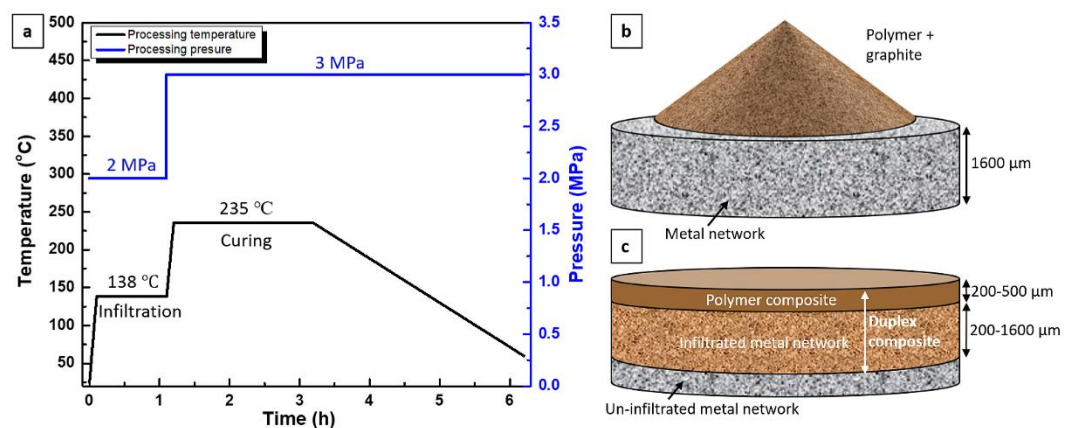 a
Processing temperature
Processing presure
500
450
400
350
300
250
200
150
100
50
Temperature (°C)
3.5
3.0
2.5
2.0
1.5
1.0
0.5
0.0
Pressure (MPa)
3 MPa
2 MPa
235 °C
Curing
138 °C
Infiltration
0 1 2 3 4 5 6
Time (h)
b
Polymer +
graphite
1600 µm
Metal network
c
Polymer composite
200-500 µm
Duplex
composite
Infiltrated metal network
200-1600 µm
Un-infiltrated metal network